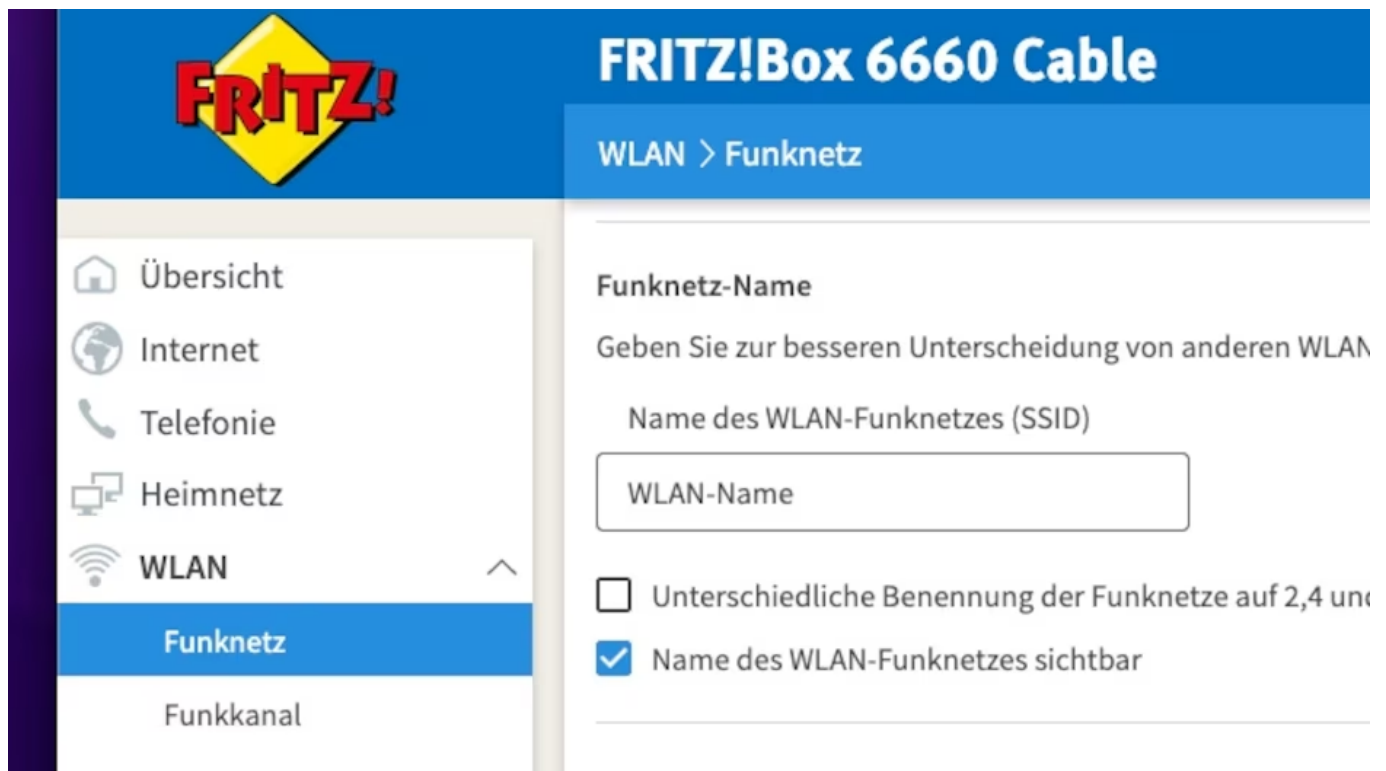 FRITZ!
FRITZ!Box 6660 Cable
WLAN > Funknetz
Übersicht
Internet
Telefonie
Heimnetz
WLAN
Funknetz
Funkkanal
Funknetz-Name
Geben Sie zur besseren Unterscheidung von anderen WLAN
Name des WLAN-Funknetzes (SSID)
WLAN-Name
Unterschiedliche Benennung der Funknetze auf 2,4 und
Name des WLAN-Funknetzes sichtbar